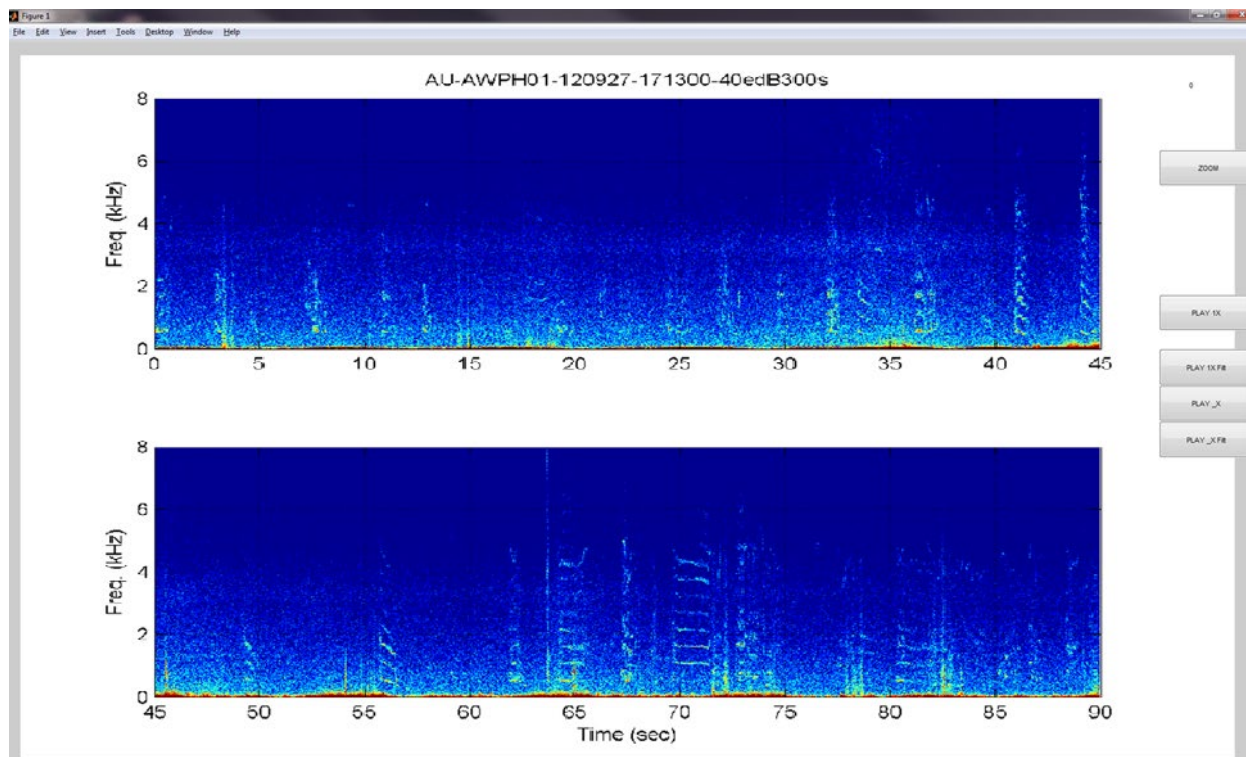 Figure 1
File Edit View Insert Tools Desktop Window Help
AU-AWPH01-120927-171300-40edB300s
0
8
6
4
2
0
Freq. (kHz)
0 5 10 15 20 25 30 35 40 45
ZOOM
PLAY 1X
PLAY 1X Filt
PLAY _X
PLAY _X Filt
8
6
4
2
0
Freq. (kHz)
45 50 55 60 65 70 75 80 85 90
Time (sec)